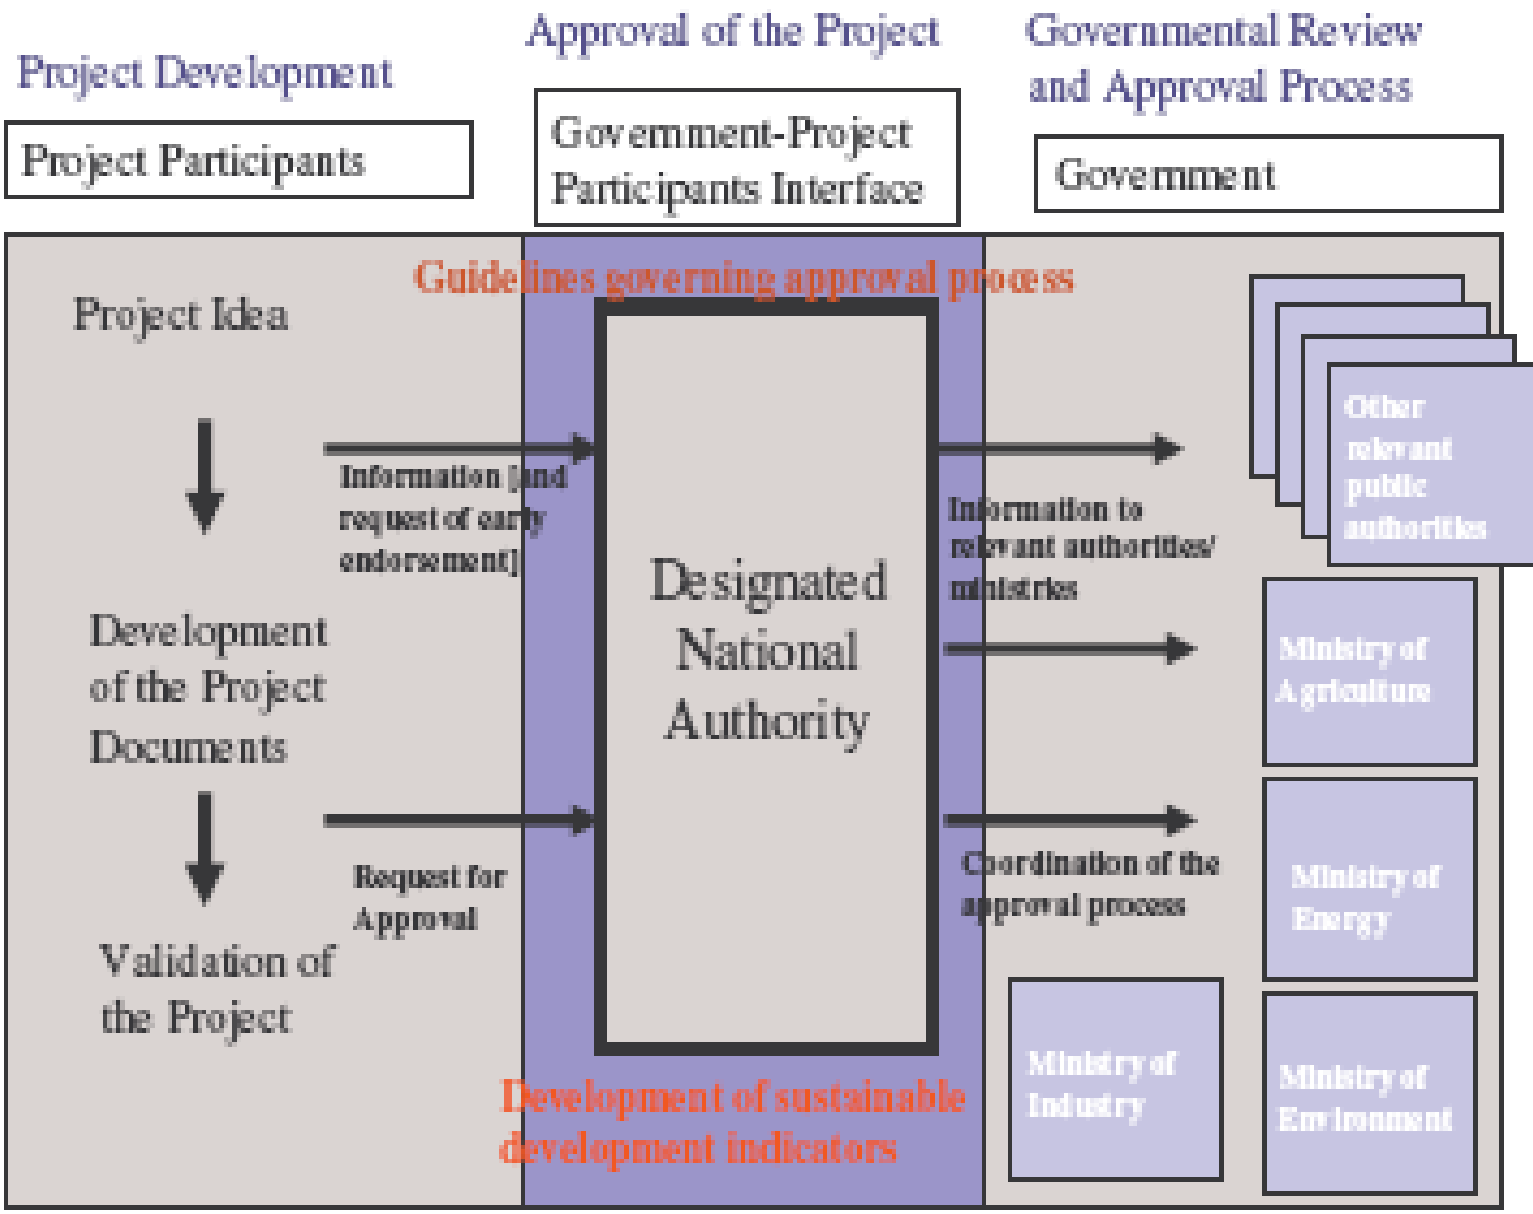 Project Development
Approval of the Project
Governmental Review
and Approval Process
Project Participants
Government-Project
Participants Interface
Government
Guidelines governing approval process
Project Idea
Information [and
request of early
endorsement]
Development
of the Project
Documents
Request for
Approval
Validation of
the Project
Designated
National
Authority
Development of sustainable
development indicators
Information to
relevant authorities/
ministries
Coordination of the
approval process
Other
relevant
public
authorities
Ministry of
Agriculture
Ministry of
Energy
Ministry of
Industry
Ministry of
Environment